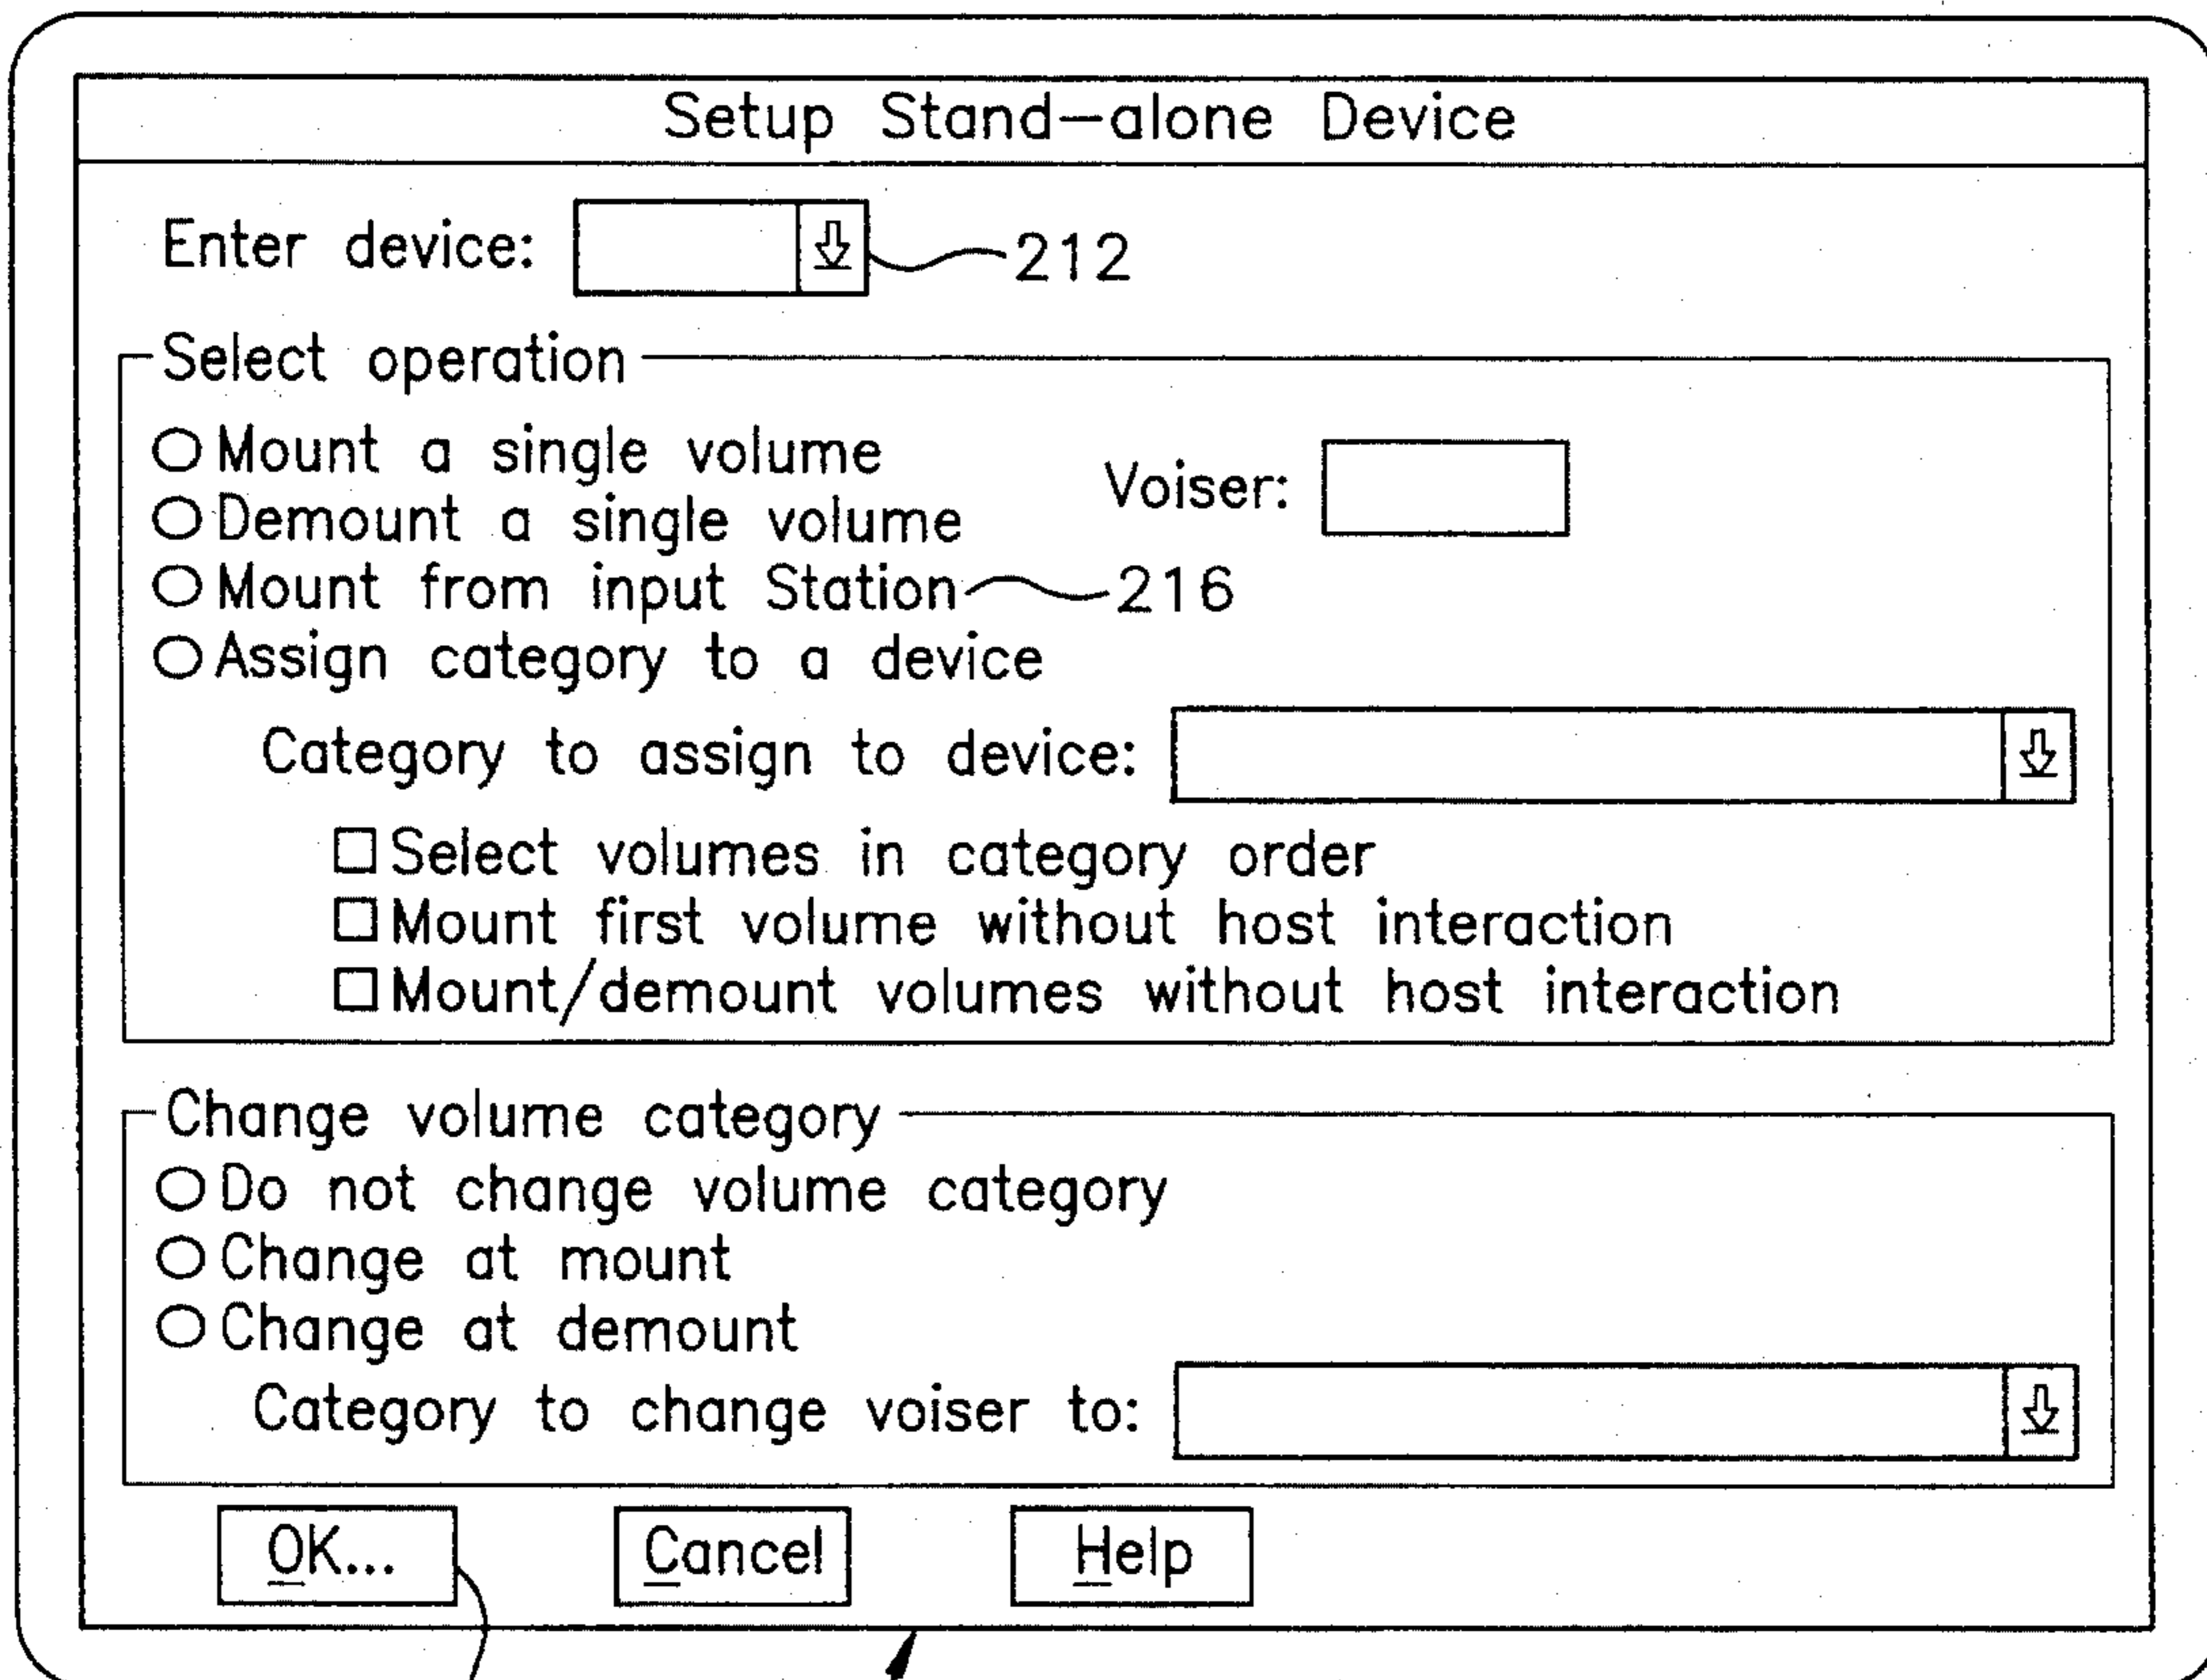 Setup Stand-alone Device
Enter device:
212
Select operation
Mount a single volume
Voiser:
Demount a single volume
Mount from input Station
216
Assign category to a device
Category to assign to device:
Select volumes in category order
Mount first volume without host interaction
Mount/demount volumes without host interaction
Change volume category
Do not change volume category
Change at mount
Change at demount
Category to change voiser to:
OK...
Cancel
Help